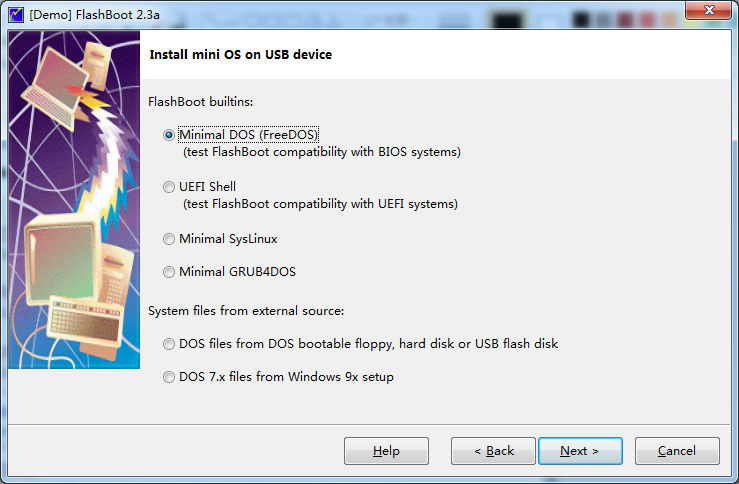 [Demo] FlashBoot 2.3a
Install mini OS on USB device
FlashBoot builtins:
Minimal DOS (FreeDOS)
(test FlashBoot compatibility with BIOS systems)
UEFI Shell
(test FlashBoot compatibility with UEFI systems)
Minimal SysLinux
Minimal GRUB4DOS
System files from external source:
DOS files from DOS bootable floppy, hard disk or USB flash disk
DOS 7.x files from Windows 9x setup
Help
< Back
Next >
Cancel